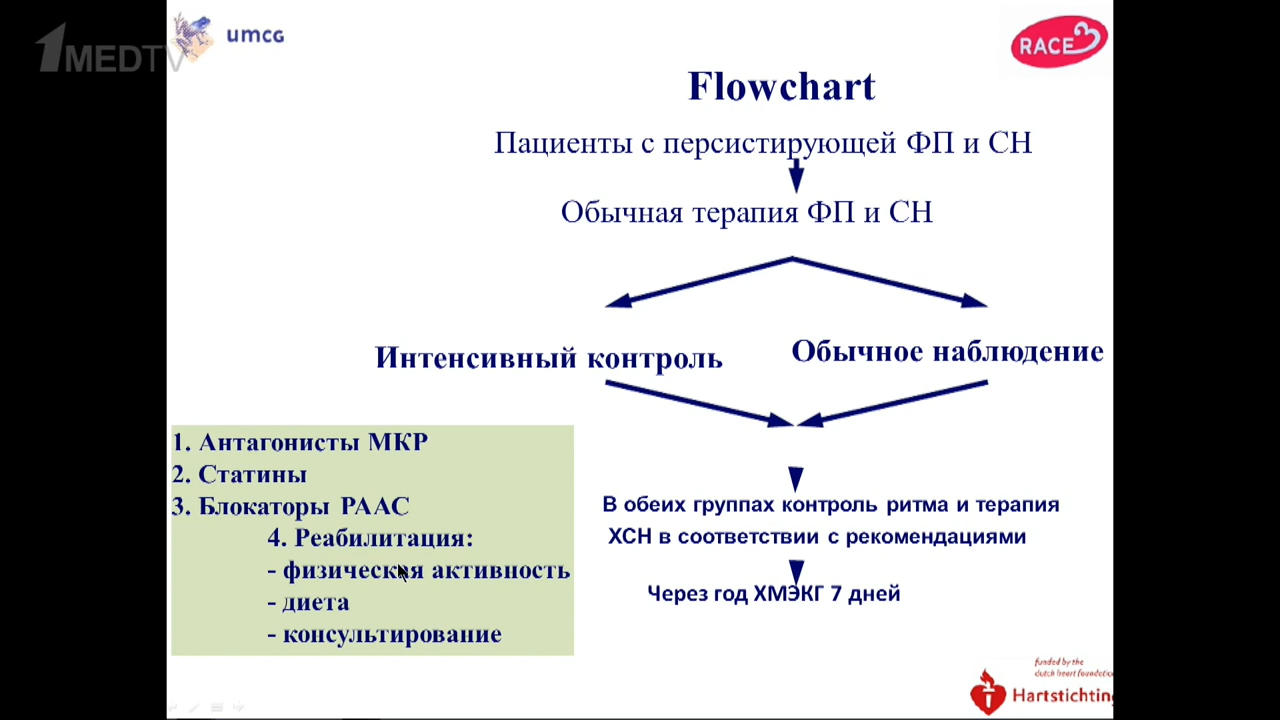 1MEDTV
umcg
RACE 3
Flowchart
Пациенты с персистирующей ФП и СН
Обычная терапия ФП и СН
Интенсивный контроль
Обычное наблюдение
1. Антагонисты МКР
2. Статины
3. Блокаторы РААС
4. Реабилитация:
- физическая активность
- диета
- консультирование
В обеих группах контроль ритма и терапия
ХСН в соответствии с рекомендациями
Через год ХМЭКГ 7 дней
funded by the
dutch heart foundation
Hartstichting